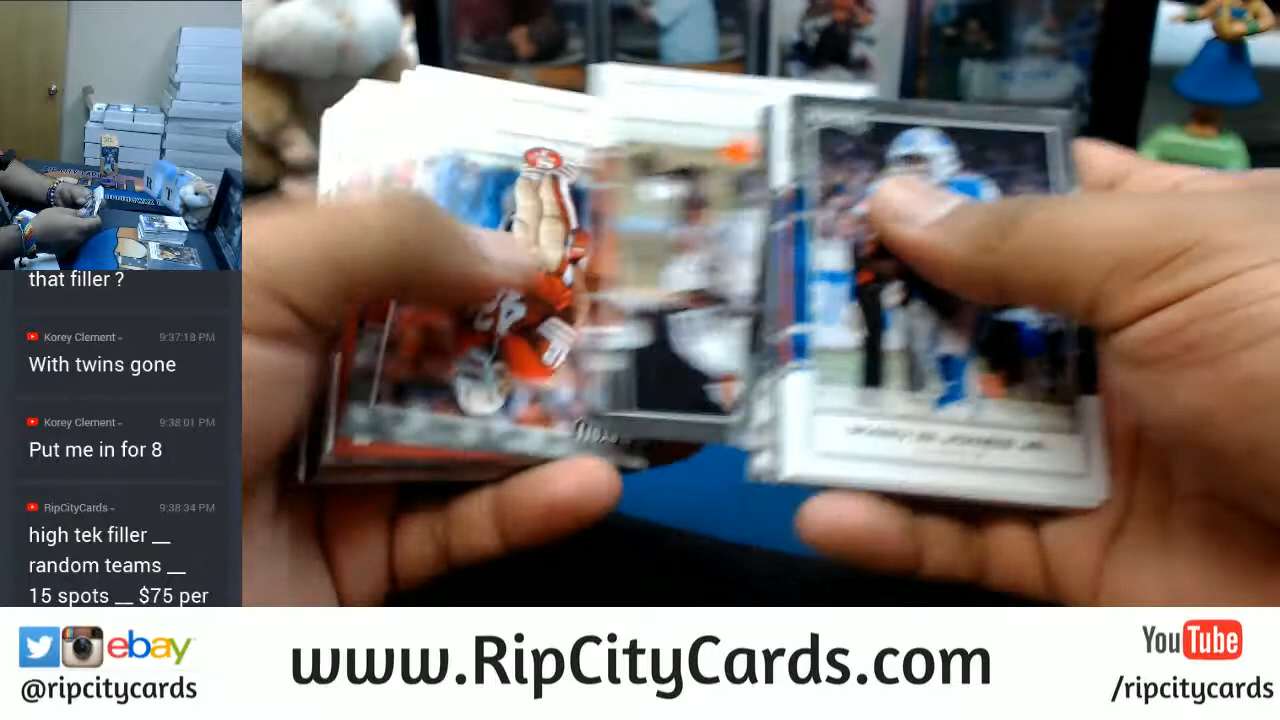 that filler ?
Korey Clement
9:37:18 PM
With twins gone
Korey Clement
9:38:01 PM
Put me in for 8
RipCityCards
9:38:34 PM
high tek filler __
random teams __
15 spots __ $75 per
ebay
@ripcitycards
www.RipCityCards.com
YouTube
/ripcitycards